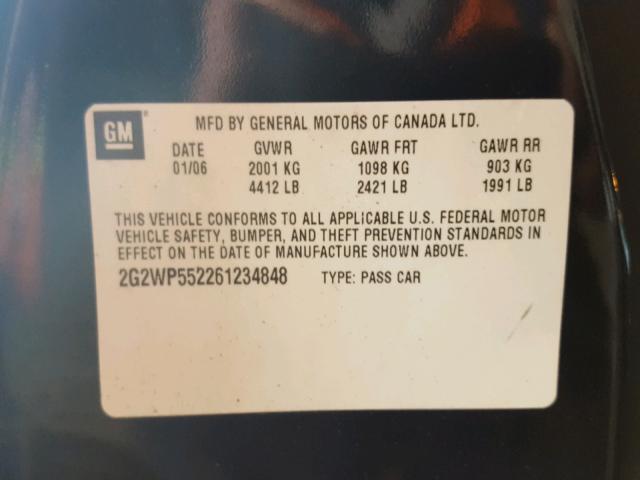 GM MFD BY GENERAL MOTORS OF CANADA LTD.
DATE GVWR GAWR FRT GAWR RR
01/06 2001 KG 1098 KG 903 KG
4412 LB 2421 LB 1991 LB
THIS VEHICLE CONFORMS TO ALL APPLICABLE U.S. FEDERAL MOTOR
VEHICLE SAFETY, BUMPER, AND THEFT PREVENTION STANDARDS IN
EFFECT ON THE DATE OF MANUFACTURE SHOWN ABOVE.
2G2WP552261234848 TYPE: PASS CAR